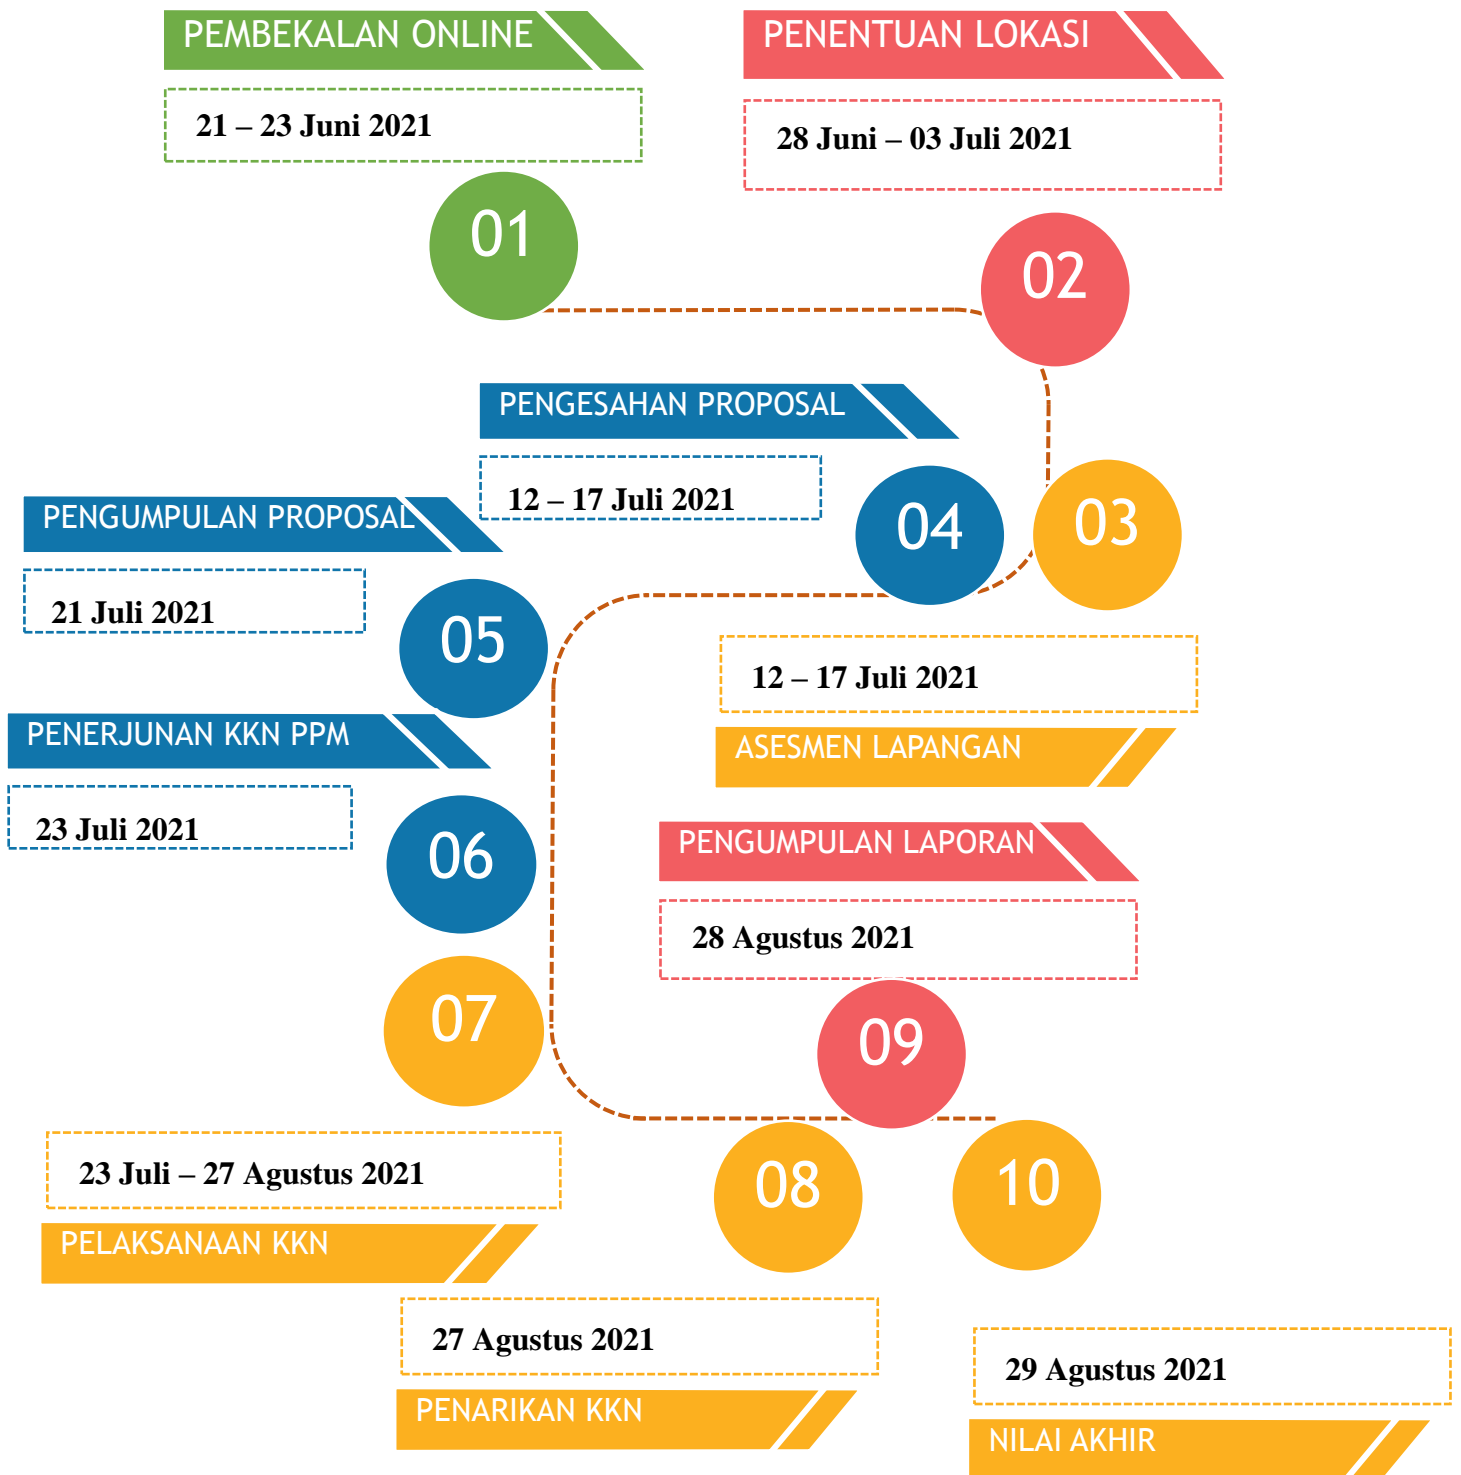 PEMBEKALAN ONLINE
21 – 23 Juni 2021
01
PENENTUAN LOKASI
28 Juni – 03 Juli 2021
02
03
12 – 17 Juli 2021
ASESMEN LAPANGAN
PENGESAHAN PROPOSAL
12 – 17 Juli 2021
04
PENGUMPULAN PROPOSAL
21 Juli 2021
05
PENERJUNAN KKN PPM
23 Juli 2021
06
07
23 Juli – 27 Agustus 2021
PELAKSANAAN KKN
08
27 Agustus 2021
PENARIKAN KKN
PENGUMPULAN LAPORAN
28 Agustus 2021
09
10
29 Agustus 2021
NILAI AKHIR